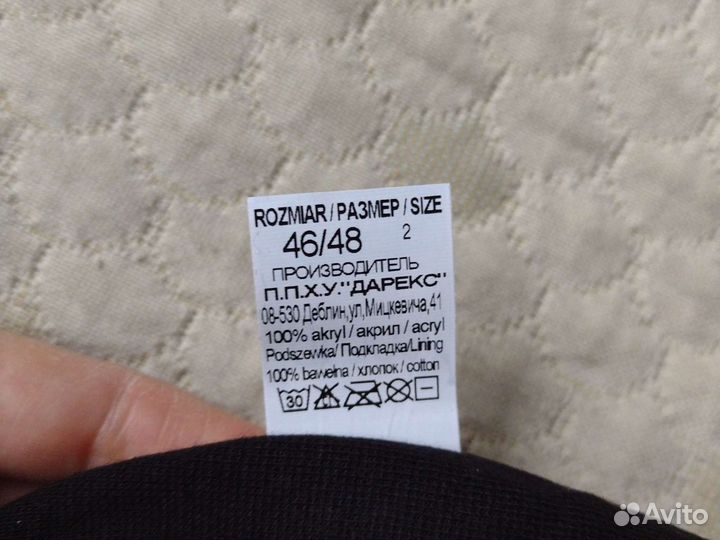 ROZMIAR / РАЗМЕР / SIZE
46/48 2
ПРОИЗВОДИТЕЛЬ
П.П.Х.У."ДАРЕКС"
08-530 Деблин,ул,Мицкевича,41
100% akryl / акрил / acryl
Podszewka/ Подкладка/Lining
100% bawełna / хлопок / cotton
30
Avito